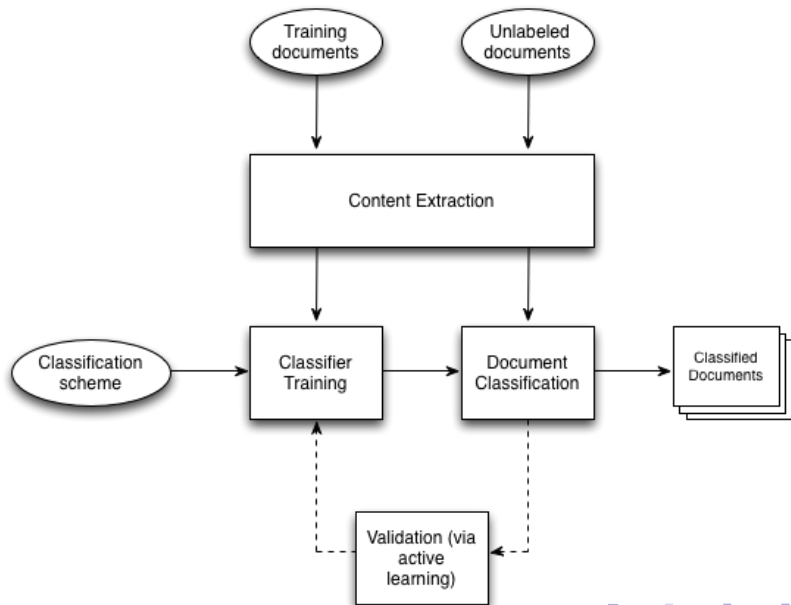 Training
documents
Unlabeled
documents
Content Extraction
Classification
scheme
Classifier
Training
Document
Classification
Classified
Documents
Validation (via
active
learning)